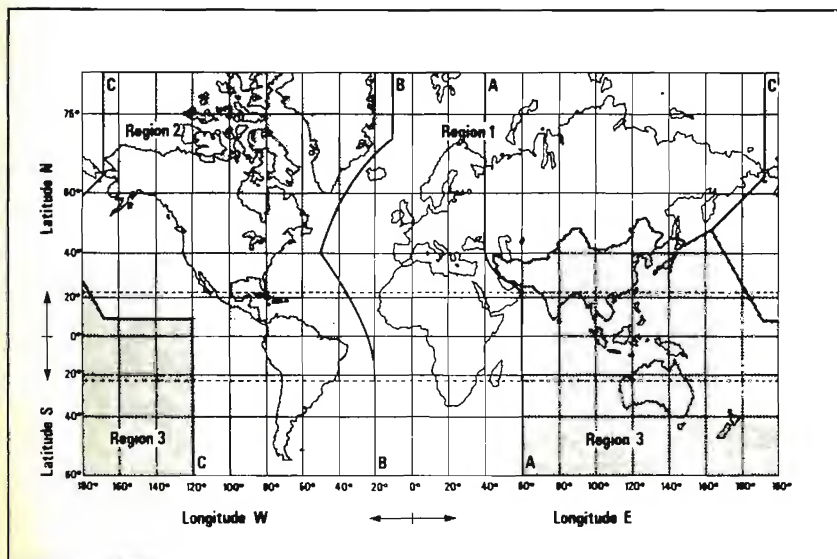 C B A C
75°
Region 2 Region 1
60°
Latitude N
40°
20°
0°
20°
Latitude S
40°
Region 3 Region 3
C B A
60°
180° 160° 140° 120° 100° 80° 60° 40° 20° 0° 20° 40° 60° 80° 100° 120° 140° 160° 180°
Longitude W Longitude E